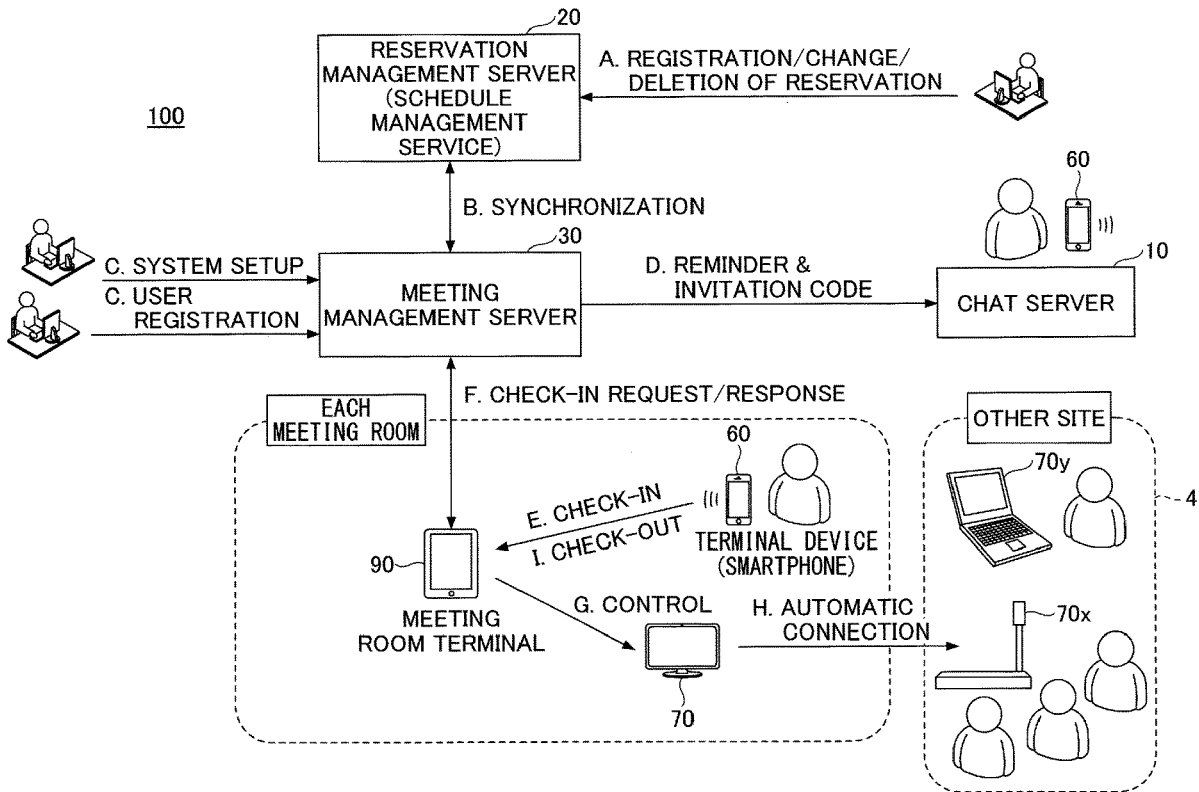 20
RESERVATION
MANAGEMENT SERVER
(SCHEDULE
MANAGEMENT
SERVICE)
A. REGISTRATION/CHANGE/
DELETION OF RESERVATION
100
B. SYNCHRONIZATION
60
30
10
C. SYSTEM SETUP
C. USER
REGISTRATION
MEETING
MANAGEMENT SERVER
D. REMINDER &
INVITATION CODE
CHAT SERVER
F. CHECK-IN REQUEST/RESPONSE
EACH
MEETING ROOM
OTHER SITE
60
70y
4
E. CHECK-IN
I. CHECK-OUT
TERMINAL DEVICE
(SMARTPHONE)
90
MEETING
ROOM TERMINAL
G. CONTROL
H. AUTOMATIC
CONNECTION
70x
70